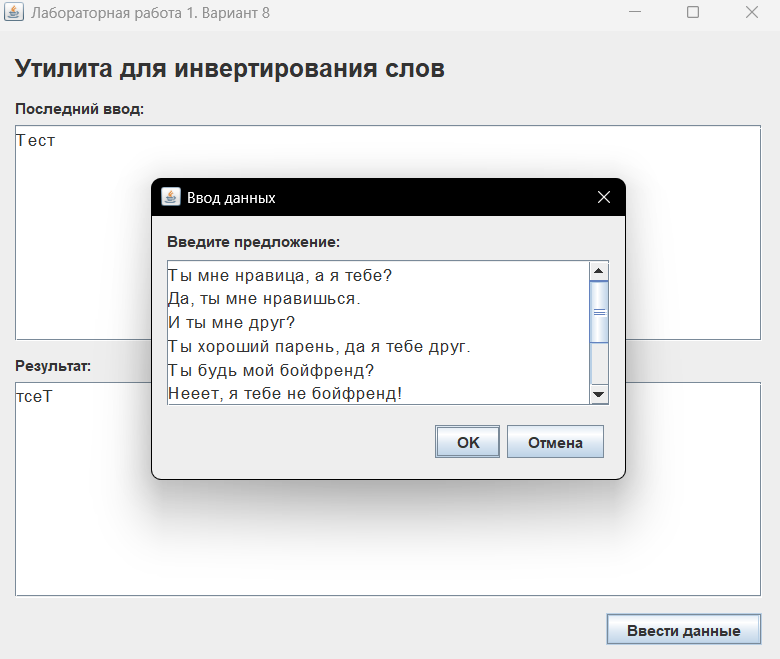 Лабораторная работа 1. Вариант 8
Утилита для инвертирования слов
Последний ввод:
Тест
Ввод данных
Введите предложение:
Ты мне нравица, а я тебе?
Да, ты мне нравишься.
И ты мне друг?
Ты хороший парень, да я тебе друг.
Ты будь мой бойфренд?
Нееет, я тебе не бойфренд!
OK
Отмена
Результат:
тсеТ
Ввести данные